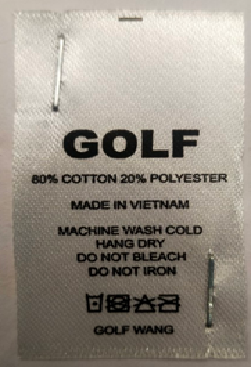 GOLF
80% COTTON 20% POLYESTER
MADE IN VIETNAM
MACHINE WASH COLD
HANG DRY
DO NOT BLEACH
DO NOT IRON
GOLF WANG